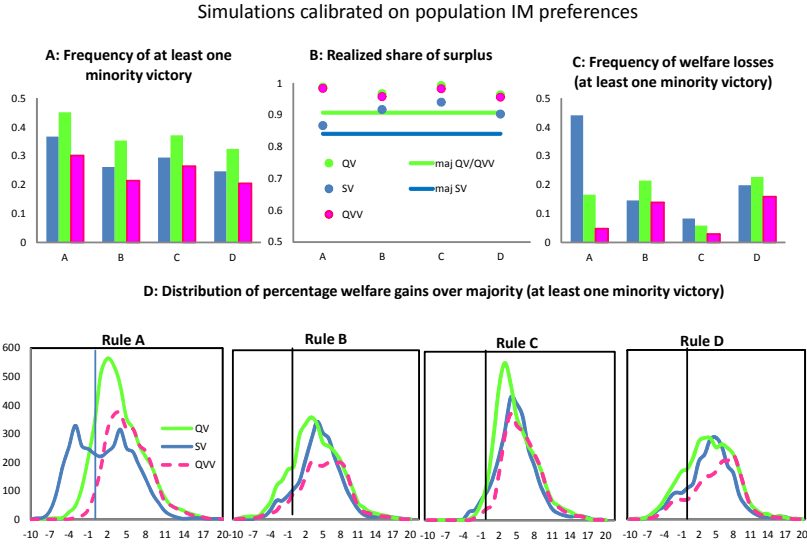 Simulations calibrated on population IM preferences
A: Frequency of at least one
minority victory
0.5
0.4
0.3
0.2
0.1
0
A B C D
B: Realized share of surplus
1
0.9
0.8
0.7
0.6
0.5
QV maj QV/QVV
SV maj SV
QVV
A B C D
C: Frequency of welfare losses
(at least one minority victory)
0.5
0.4
0.3
0.2
0.1
0
A B C D
D: Distribution of percentage welfare gains over majority (at least one minority victory)
Rule A
600
500
400
300
200
100
0
QV
SV
QVV
-10 -7 -4 -1 2 5 8 11 14 17 20
Rule B
-10 -7 -4 -1 2 5 8 11 14 17 20
Rule C
-10 -7 -4 -1 2 5 8 11 14 17 20
Rule D
-10 -7 -4 -1 2 5 8 11 14 17 20